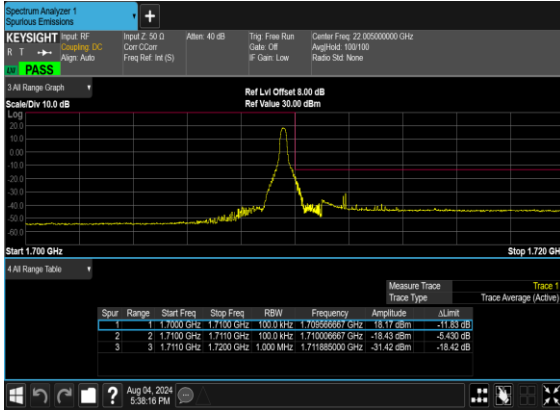 Spectrum Analyzer 1
Spurious Emissions
+
KEYSIGHT Input: RF Input Z: 50 Ω Atten: 40 dB Trig: Free Run Center Freq: 22.005000000 GHz
R T Coupling: DC Corr CCorr Gate: Off Avg|Hold: 100/100
Align: Auto Freq Ref: Int (S) IF Gain: Low Radio Std: None
PASS
3 All Range Graph
Ref Lvl Offset 8.00 dB
Scale/Div 10.0 dB Ref Value 30.00 dBm
Log
20.0
10.0
0.00
-10.0
-20.0
-30.0
-40.0
-50.0
-60.0
Start 1.700 GHz Stop 1.720 GH
4 All Range Table
Measure Trace Trace 1
Trace Type Trace Average (Active)
Spur Range Start Freq Stop Freq RBW Frequency Amplitude ΔLimit
1 1 1.7000 GHz 1.7100 GHz 100.0 kHz 1.709566667 GHz 18.17 dBm -11.83 dB
2 2 1.7100 GHz 1.7110 GHz 100.0 kHz 1.710006667 GHz -18.43 dBm -5.430 dB
3 3 1.7110 GHz 1.7200 GHz 1.000 MHz 1.711885000 GHz -31.42 dBm -18.42 dB
? Aug 04, 2024
5:38:16 PM